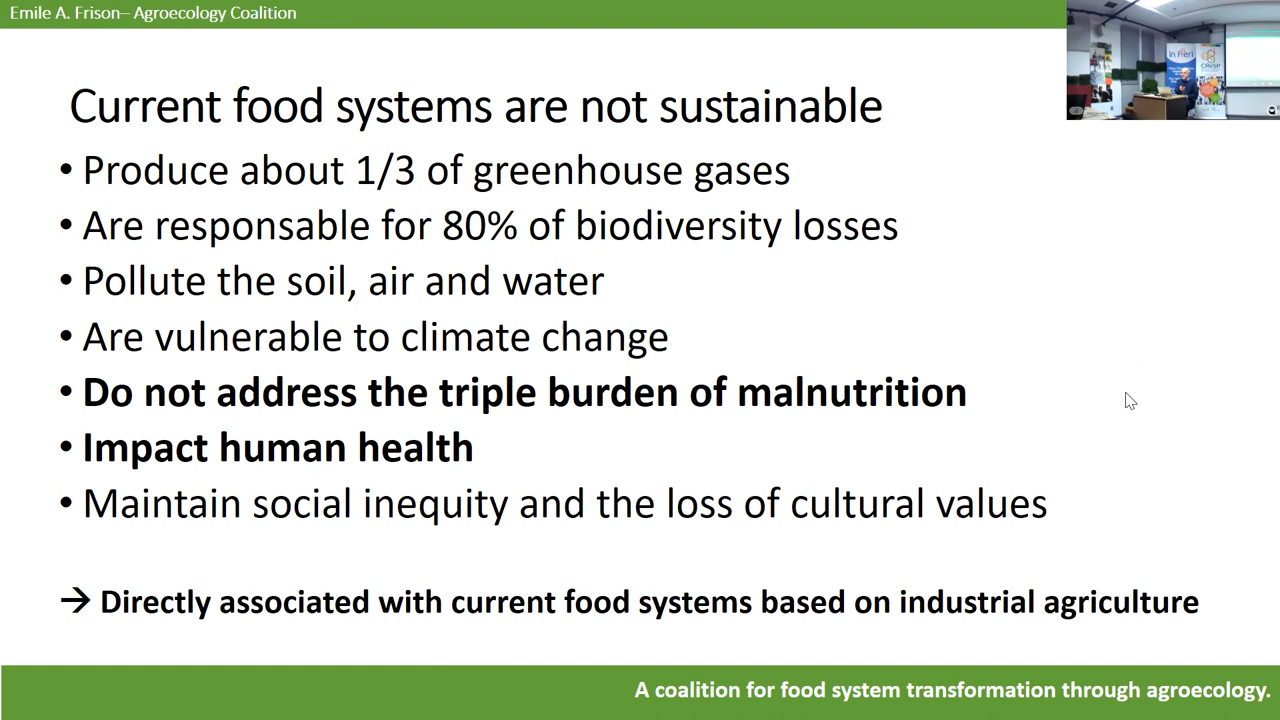 Emile A. Frison– Agroecology Coalition
In Fieri
CReSP
Current food systems are not sustainable
• Produce about 1/3 of greenhouse gases
• Are responsable for 80% of biodiversity losses
• Pollute the soil, air and water
• Are vulnerable to climate change
• Do not address the triple burden of malnutrition
• Impact human health
• Maintain social inequity and the loss of cultural values
→ Directly associated with current food systems based on industrial agriculture
A coalition for food system transformation through agroecology.